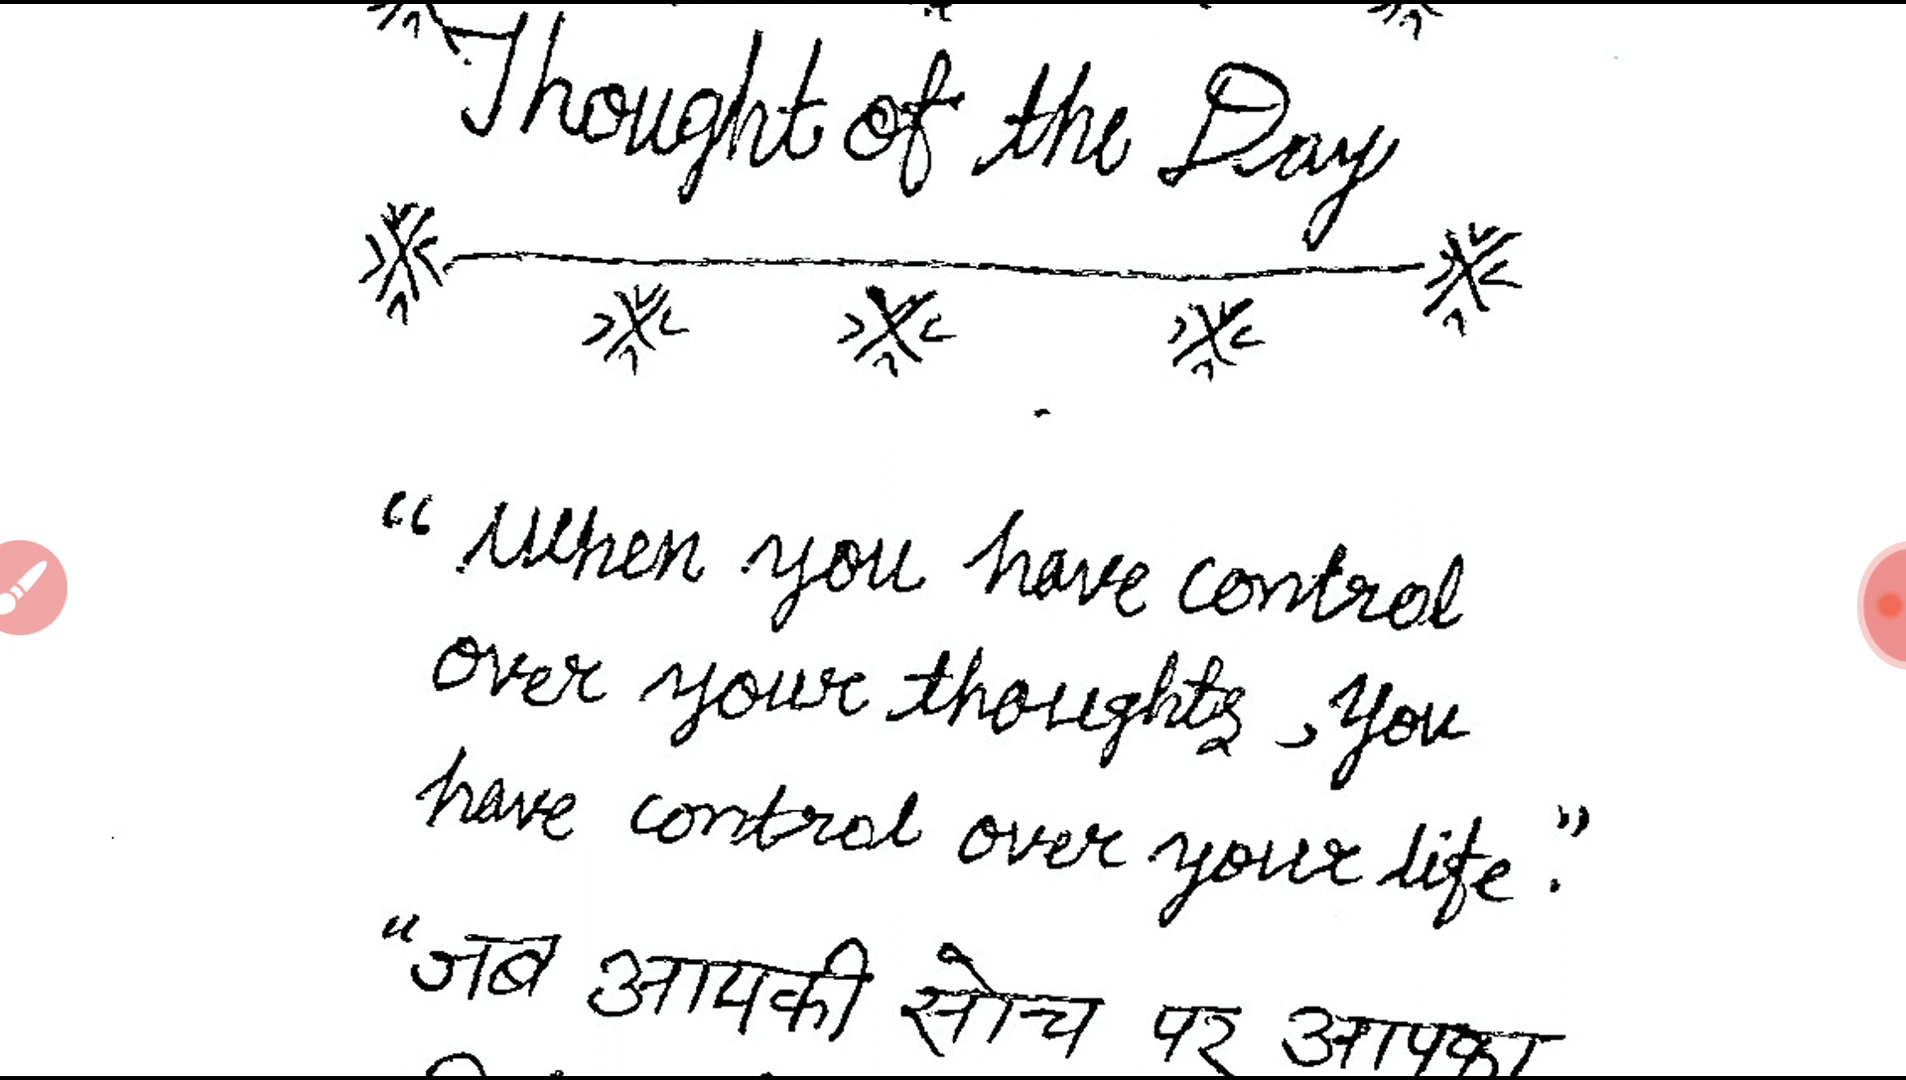 Thought of the Day
“When you have control
over your thoughts, you
have control over your life.”
“जब आपकी सोच पर आपका